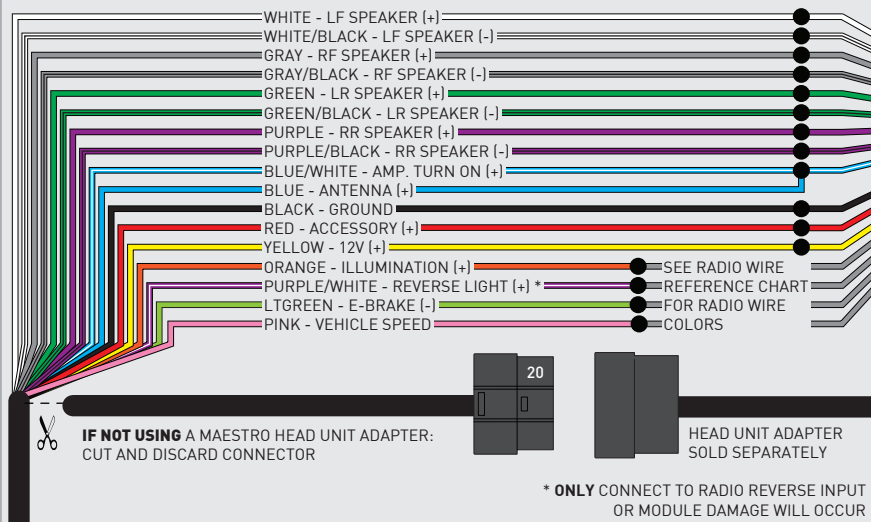 WHITE - LF SPEAKER (+)
WHITE/BLACK - LF SPEAKER (-)
GRAY - RF SPEAKER (+)
GRAY/BLACK - RF SPEAKER (-)
GREEN - LR SPEAKER (+)
GREEN/BLACK - LR SPEAKER (-)
PURPLE - RR SPEAKER (+)
PURPLE/BLACK - RR SPEAKER (-)
BLUE/WHITE - AMP. TURN ON (+)
BLUE - ANTENNA (+)
BLACK - GROUND
RED - ACCESSORY (+)
YELLOW - 12V (+)
ORANGE - ILLUMINATION (+)
PURPLE/WHITE - REVERSE LIGHT (+) *
LTGREEN - E-BRAKE (-)
PINK - VEHICLE SPEED
SEE RADIO WIRE
REFERENCE CHART
FOR RADIO WIRE
COLORS
20
IF NOT USING A MAESTRO HEAD UNIT ADAPTER:
CUT AND DISCARD CONNECTOR
HEAD UNIT ADAPTER
SOLD SEPARATELY
* ONLY CONNECT TO RADIO REVERSE INPUT
OR MODULE DAMAGE WILL OCCUR